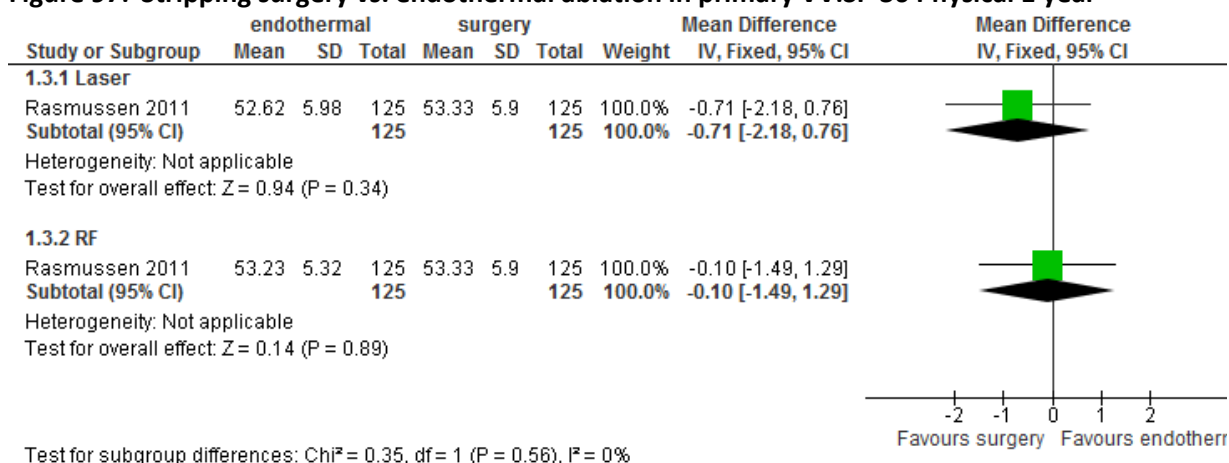 Figure Stripping surgery vs. endothermal ablation in primary Physical 1 year
endothermal surgery Mean Difference Mean Difference
Study or Subgroup Mean SD Total Mean SD Total Weight IV, Fixed, 95% CI IV, Fixed, 95% CI
1.3.1 Laser
Rasmussen 2011 52.62 5.98 125 53.33 5.9 125 100.0% -0.71 [-2.18, 0.76]
Subtotal (95% CI) 125 125 100.0% -0.71 [-2.18, 0.76]
Heterogeneity: Not applicable
Test for overall effect: Z = 0.94 (P = 0.34)
1.3.2 RF
Rasmussen 2011 53.23 5.32 125 53.33 5.9 125 100.0% -0.10 [-1.49, 1.29]
Subtotal (95% CI) 125 125 100.0% -0.10 [-1.49, 1.29]
Heterogeneity: Not applicable
Test for overall effect: Z = 0.14 (P = 0.89)
-2 -1 0 1 2
Favours surgery Favours endotherm
Test for subgroup differences: Chi² = 0.35, df = 1 (P = 0.56), I² = 0%